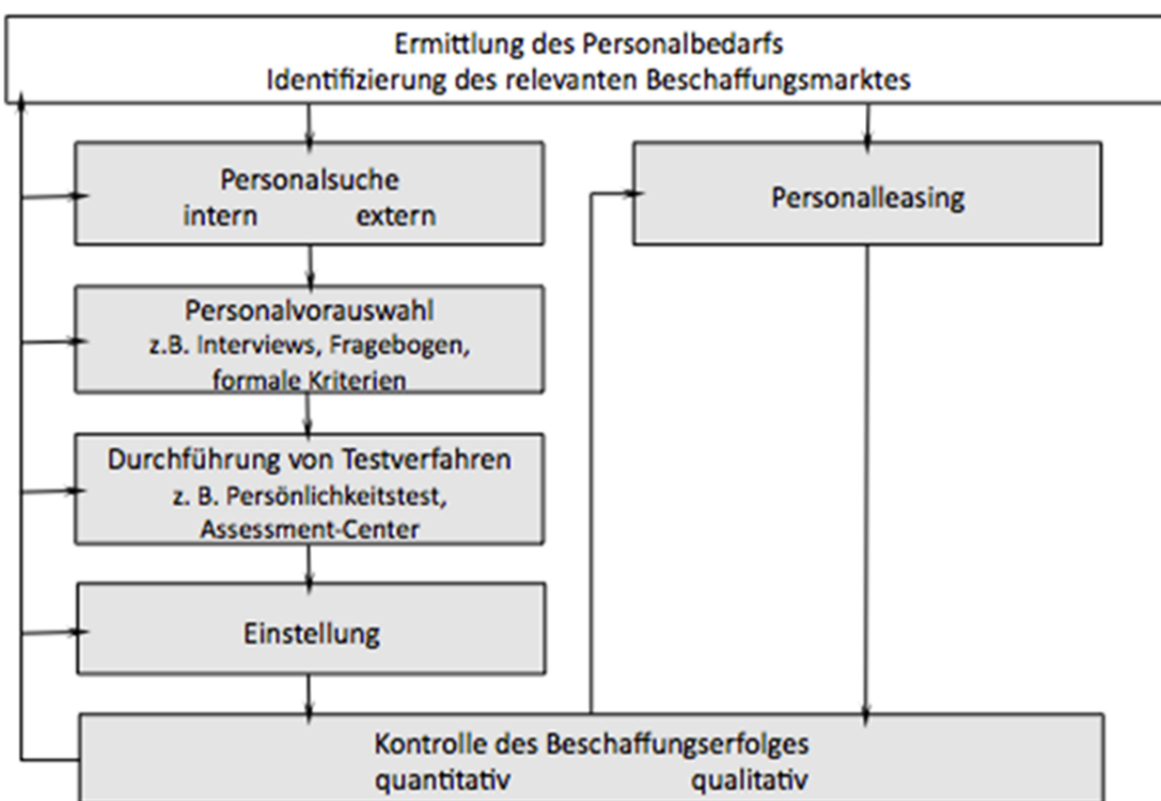 Ermittlung des Personalbedarfs
Identifizierung des relevanten Beschaffungsmarktes
Personalsuche
intern extern
Personalleasing
Personalvorauswahl
z.B. Interviews, Fragebogen,
formale Kriterien
Durchführung von Testverfahren
z. B. Persönlichkeitstest,
Assessment-Center
Einstellung
Kontrolle des Beschaffungserfolges
quantitativ qualitativ